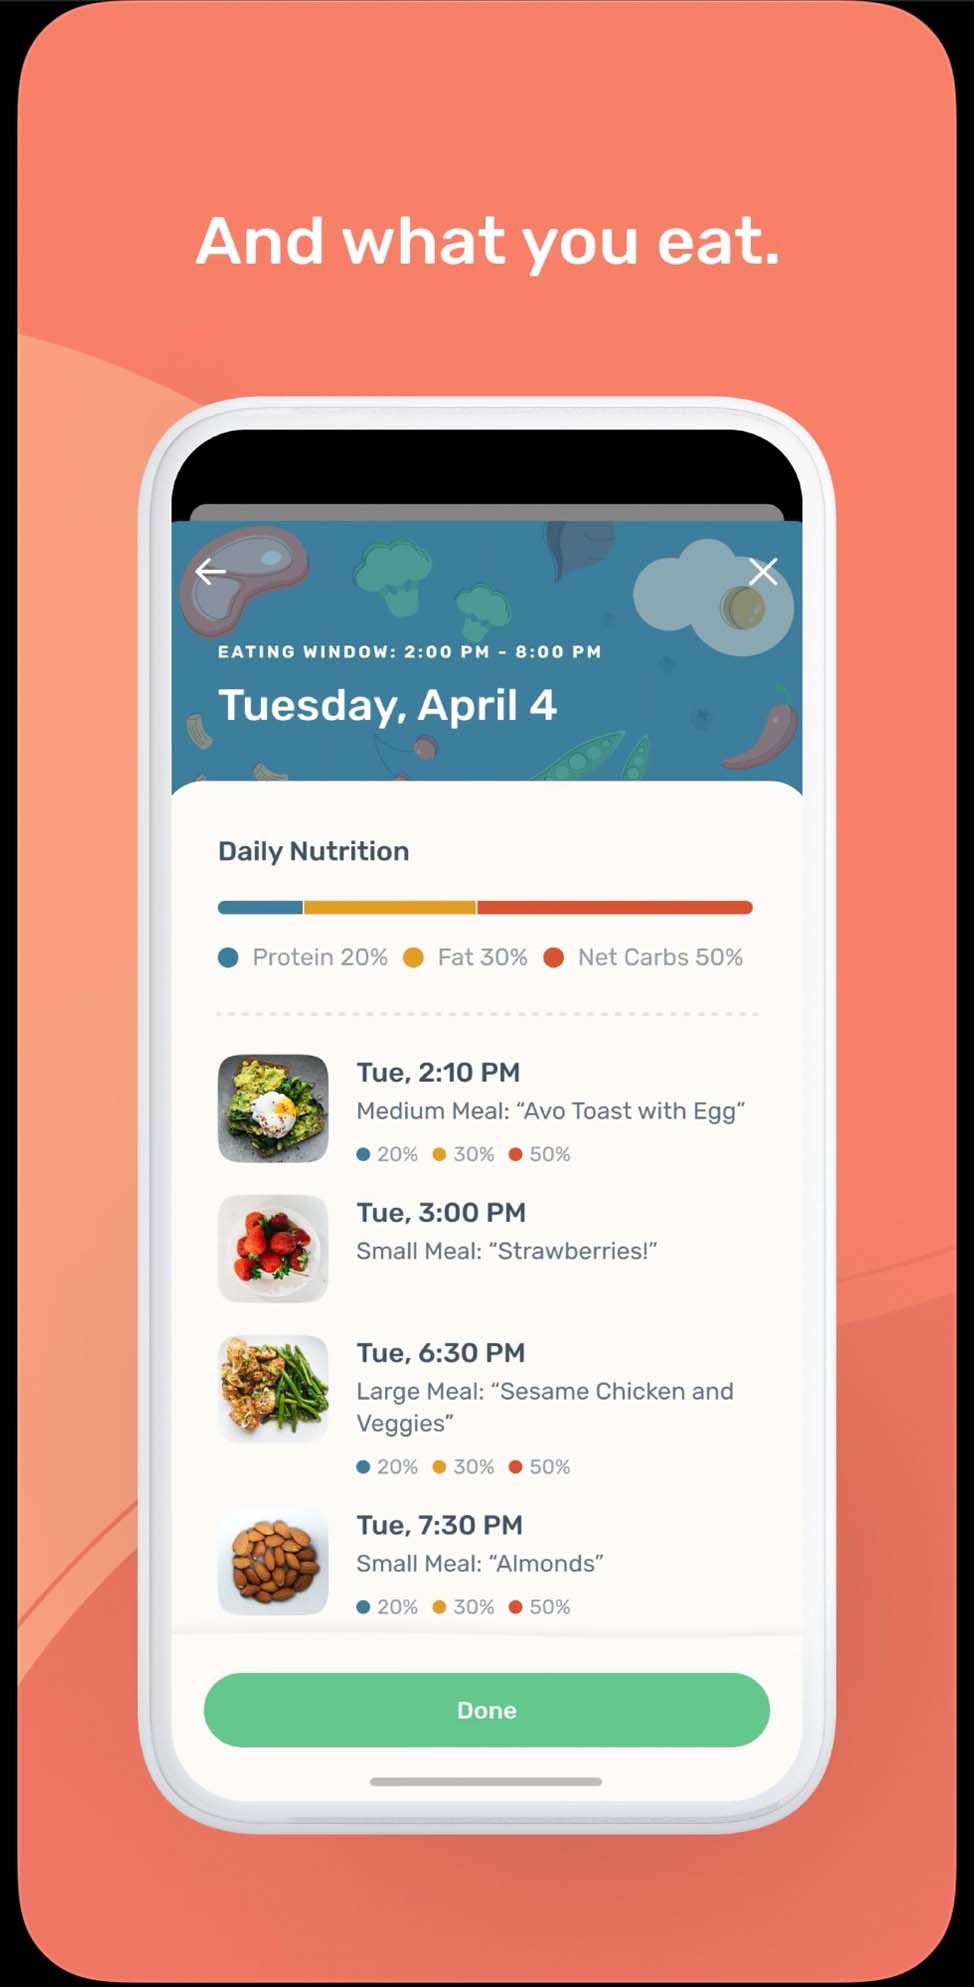 And what you eat.
EATING WINDOW: 2:00 PM - 8:00 PM
Tuesday, April 4
Daily Nutrition
Protein 20% Fat 30% Net Carbs 50%
Tue, 2:10 PM
Medium Meal: “Avo Toast with Egg”
20% 30% 50%
Tue, 3:00 PM
Small Meal: “Strawberries!”
Tue, 6:30 PM
Large Meal: “Sesame Chicken and
Veggies”
20% 30% 50%
Tue, 7:30 PM
Small Meal: “Almonds”
20% 30% 50%
Done